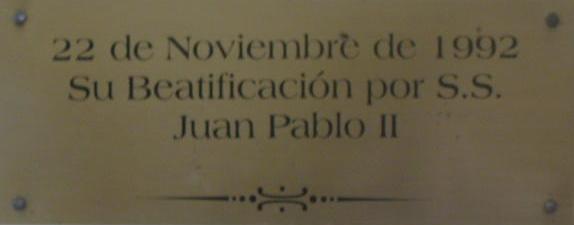 22 de Noviembre de 1992
Su Beatificación por S.S.
Juan Pablo II